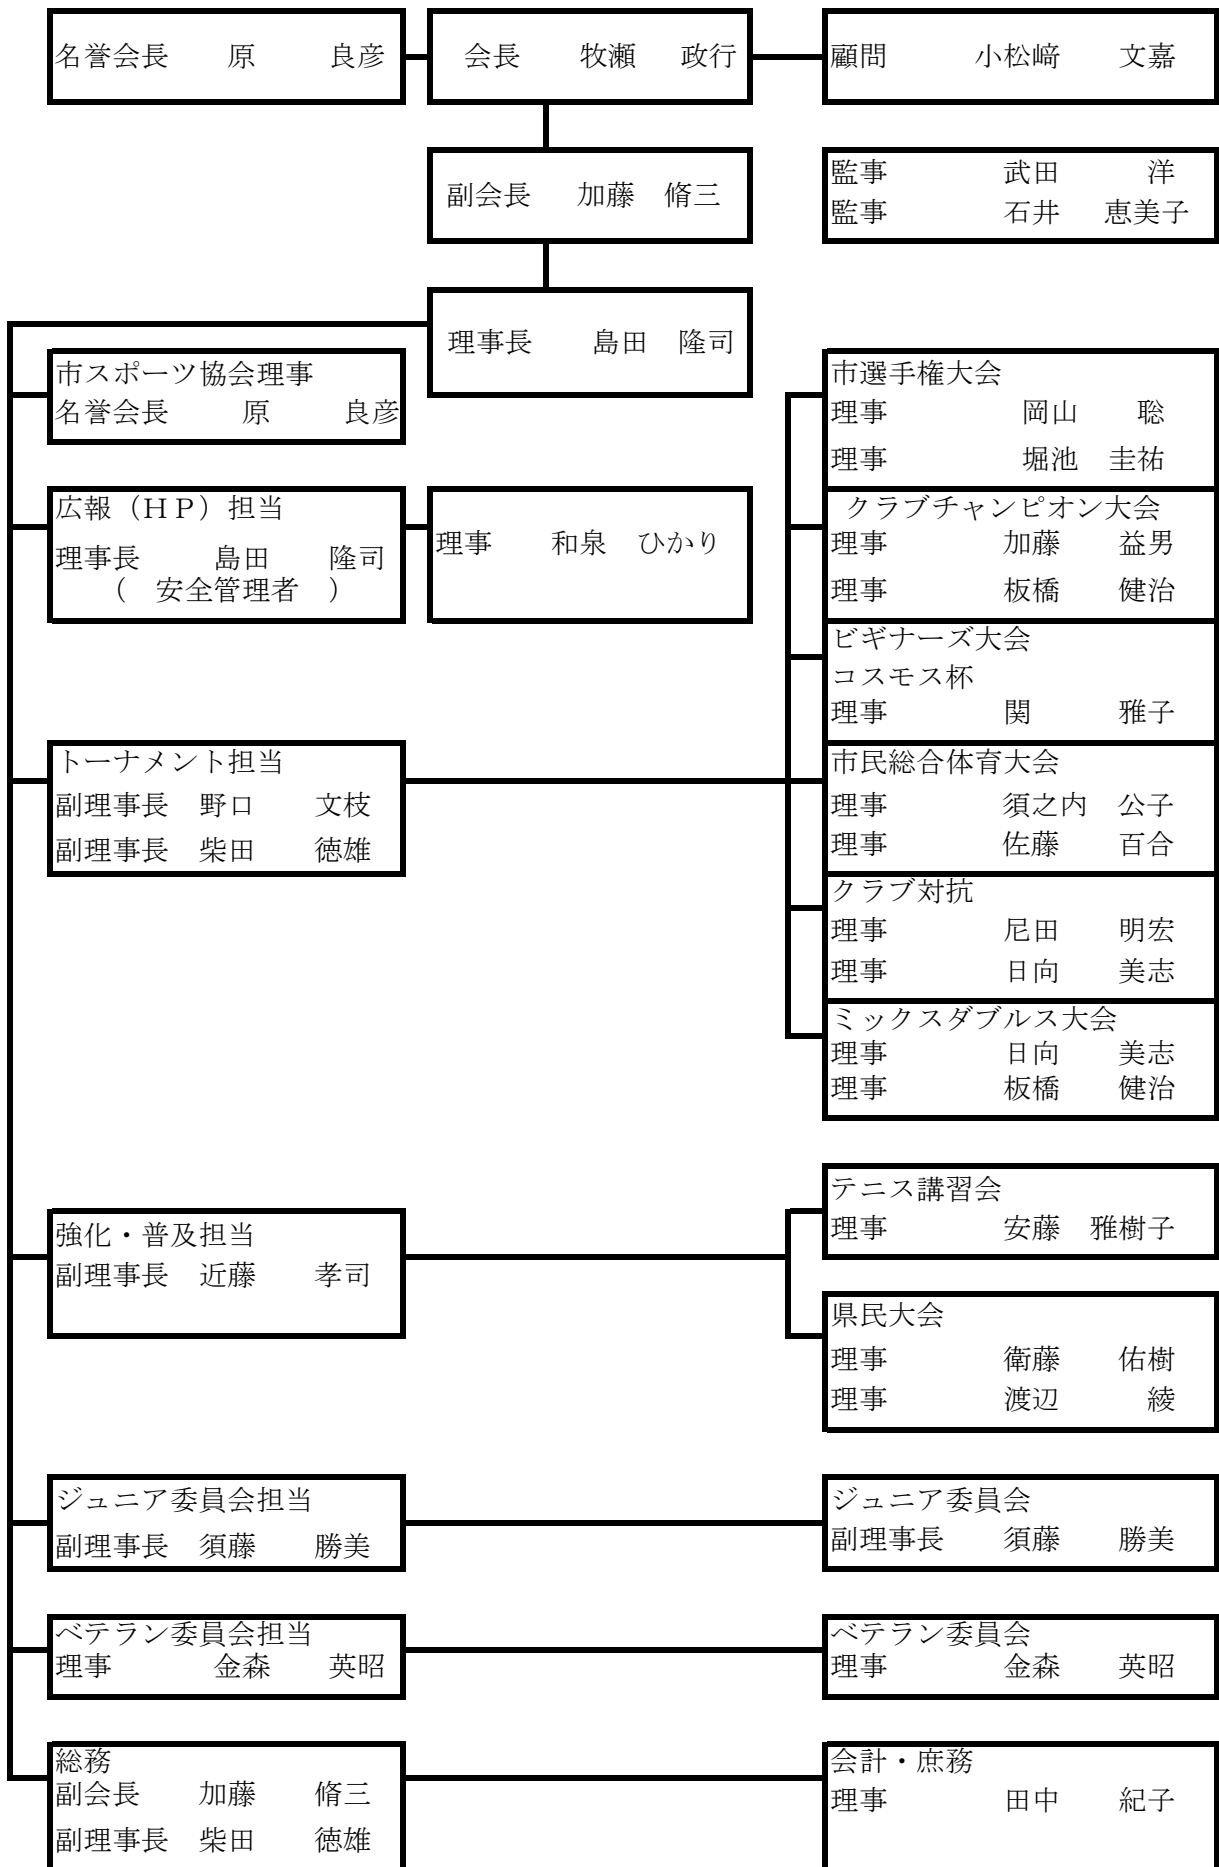 名誉会長　原　良彦
会長　牧瀬　政行
顧問　小松﨑　文嘉
副会長　加藤　脩三
監事　武田　洋
監事　石井　恵美子
理事長　島田　隆司
市スポーツ協会理事
名誉会長　原　良彦
広報（ＨＰ）担当
理事長　島田　隆司
（　安全管理者　）
理事　和泉　ひかり
トーナメント担当
副理事長　野口　文枝
副理事長　柴田　徳雄
市選手権大会
理事　岡山　聡
理事　堀池　圭祐
クラブチャンピオン大会
理事　加藤　益男
理事　板橋　健治
ビギナーズ大会
コスモス杯
理事　関　雅子
市民総合体育大会
理事　須之内　公子
理事　佐藤　百合
クラブ対抗
理事　尼田　明宏
理事　日向　美志
ミックスダブルス大会
理事　日向　美志
理事　板橋　健治
強化・普及担当
副理事長　近藤　孝司
テニス講習会
理事　安藤　雅樹子
県民大会
理事　衛藤　佑樹
理事　渡辺　綾
ジュニア委員会担当
副理事長　須藤　勝美
ジュニア委員会
副理事長　須藤　勝美
ベテラン委員会担当
理事　金森　英昭
ベテラン委員会
理事　金森　英昭
総務
副会長　加藤　脩三
副理事長　柴田　徳雄
会計・庶務
理事　田中　紀子